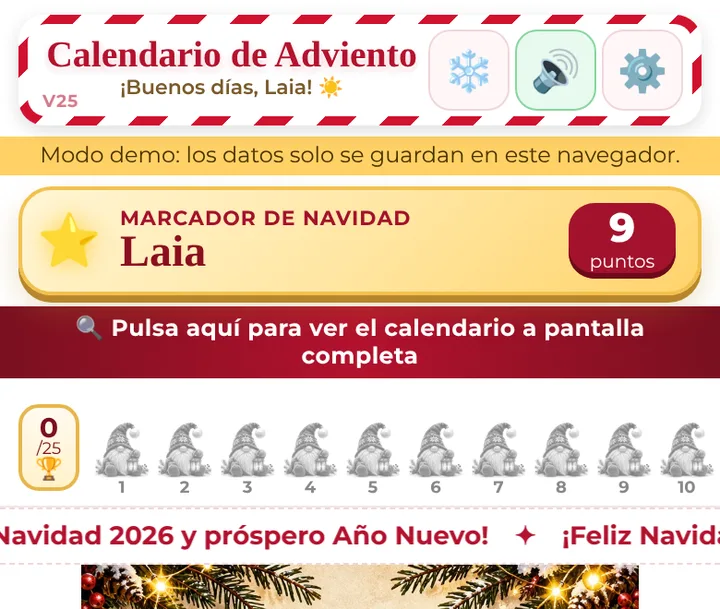 Calendario de Adviento
¡Buenos días, Laia!
V25
Modo demo: los datos solo se guardan en este navegador.
MARCADOR DE NAVIDAD
Laia
9
puntos
Pulsa aquí para ver el calendario a pantalla
completa
0
/25
1 2 3 4 5 6 7 8 9 10
Navidad 2026 y próspero Año Nuevo! ✦ ¡Feliz Navida